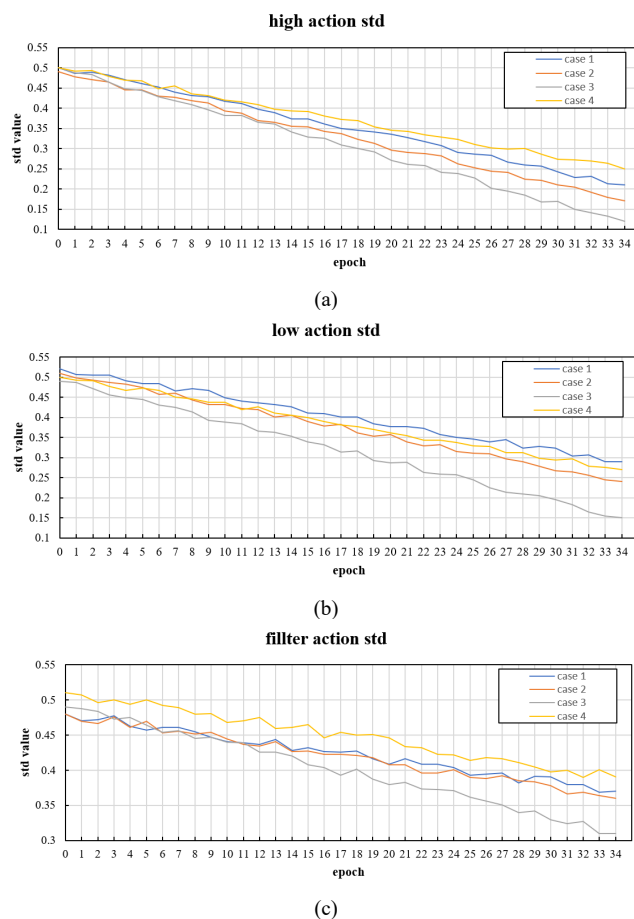 high action std
0.55
0.5
0.45
0.4
0.35
0.3
0.25
0.2
0.15
0.1
std value
case 1
case 2
case 3
case 4
0 1 2 3 4 5 6 7 8 9 10 11 12 13 14 15 16 17 18 19 20 21 22 23 24 25 26 27 28 29 30 31 32 33 34
epoch
(a)
low action std
0.55
0.5
0.45
0.4
0.35
0.3
0.25
0.2
0.15
0.1
std value
case 1
case 2
case 3
case 4
0 1 2 3 4 5 6 7 8 9 10 11 12 13 14 15 16 17 18 19 20 21 22 23 24 25 26 27 28 29 30 31 32 33 34
epoch
(b)
fillter action std
0.55
0.5
0.45
0.4
0.35
0.3
std value
case 1
case 2
case 3
case 4
0 1 2 3 4 5 6 7 8 9 10 11 12 13 14 15 16 17 18 19 20 21 22 23 24 25 26 27 28 29 30 31 32 33 34
epoch
(c)